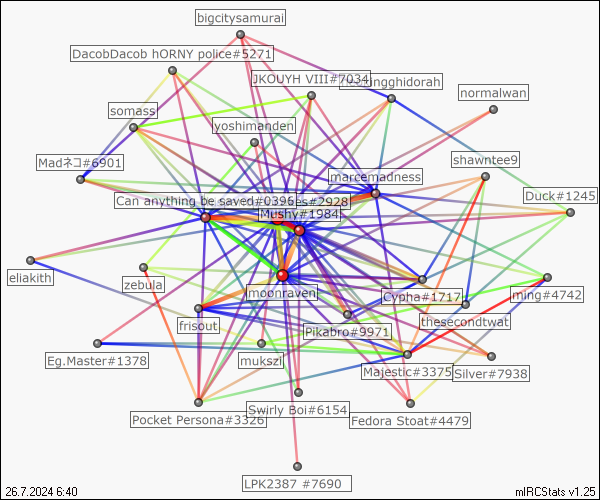 bigcitysamurai
DacobDacob hORNY police#5271
JKOUYH VIII#7034
ingghidorah
normalwan
somass
yoshimanden
Madネコ#6901
mareemadness
shawntee9
Duck#1245
Can anything be saved#0396
es#2928
Mushy#1984
eliakith
zebula
moonraven
Cypha#1717
ming#4742
frisout
Pikabro#9971
thesecondtwat
Eg.Master#1378
mukszi
Majestic#3375
Silver#7938
Pocket Persona#3326
Swirly Boi#6154
Fedora Stoat#4479
LPK2387 #7690
26.7.2024 6:40
mIRCStats v1.25